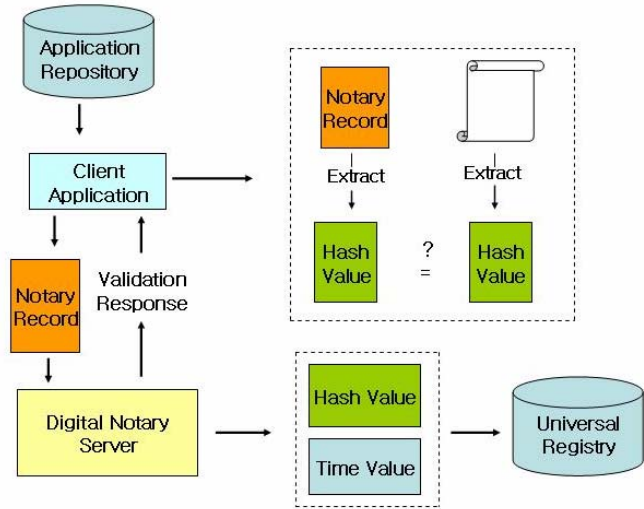 Application
Repository
Client
Application
Notary
Record
Validation
Response
Digital Notary
Server
Notary
Record
Extract
Extract
Hash
Value
?
=
Hash
Value
Hash Value
Time Value
Universal
Registry